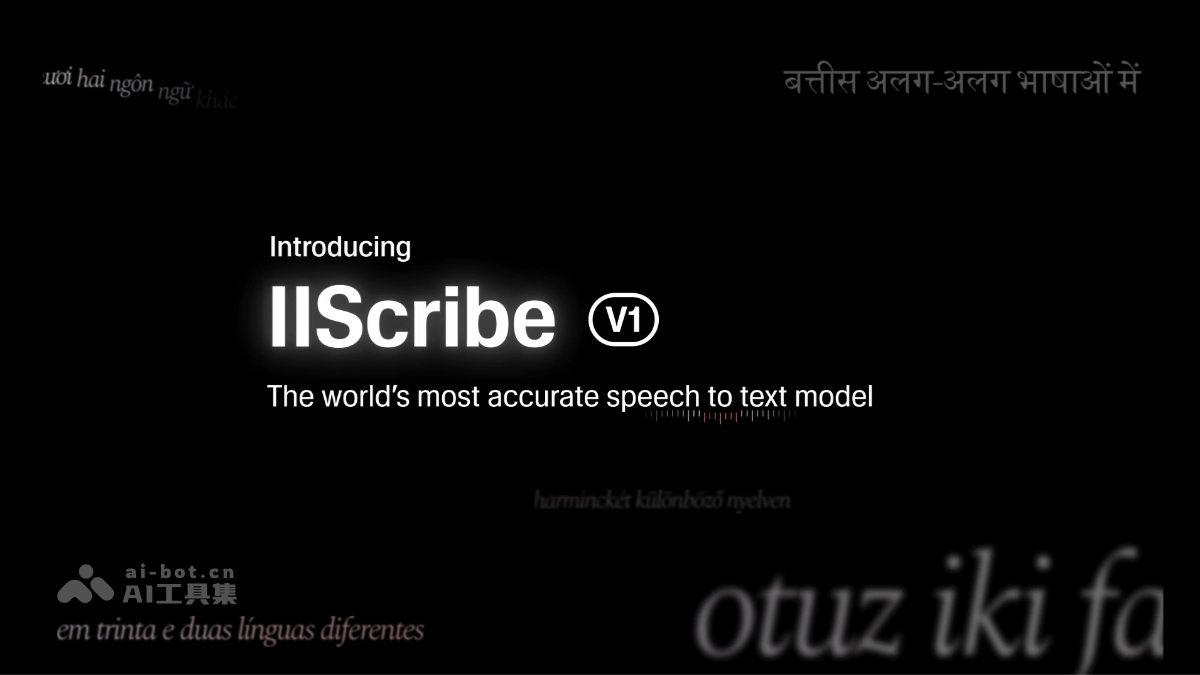 ươi hai ngôn ngữ khác
बत्तीस अलग-अलग भाषाओं में
Introducing
IIScribe V1
The world's most accurate speech to text model
harminckét különböző nyelven
ai-bot.cn
AI工具集
em trinta e duas línguas diferentes
otuz iki fa